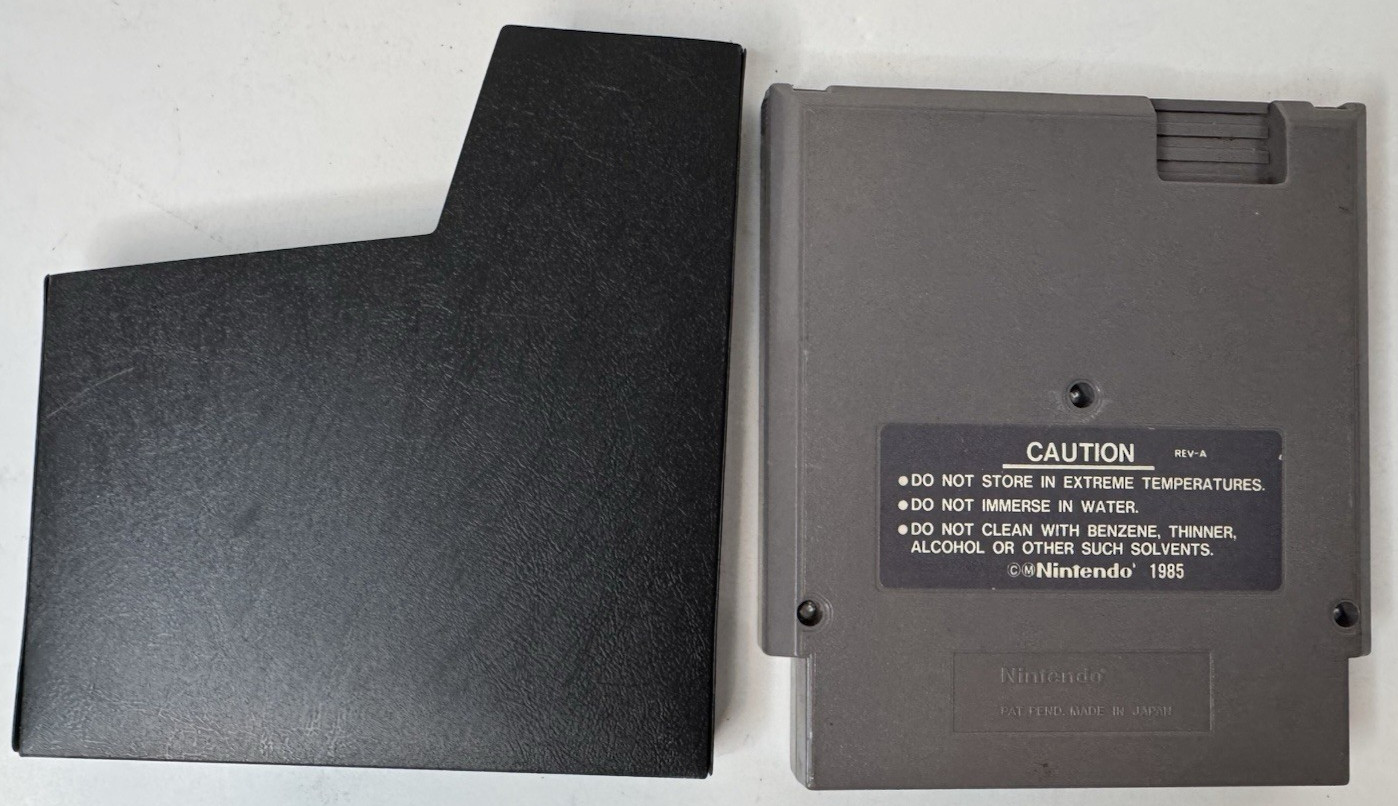 CAUTION REV-A
●DO NOT STORE IN EXTREME TEMPERATURES.
●DO NOT IMMERSE IN WATER.
●DO NOT CLEAN WITH BENZENE, THINNER,
ALCOHOL OR OTHER SUCH SOLVENTS.
ⒸⓂNintendo® 1985
Nintendo®
PAT. PEND. MADE IN JAPAN